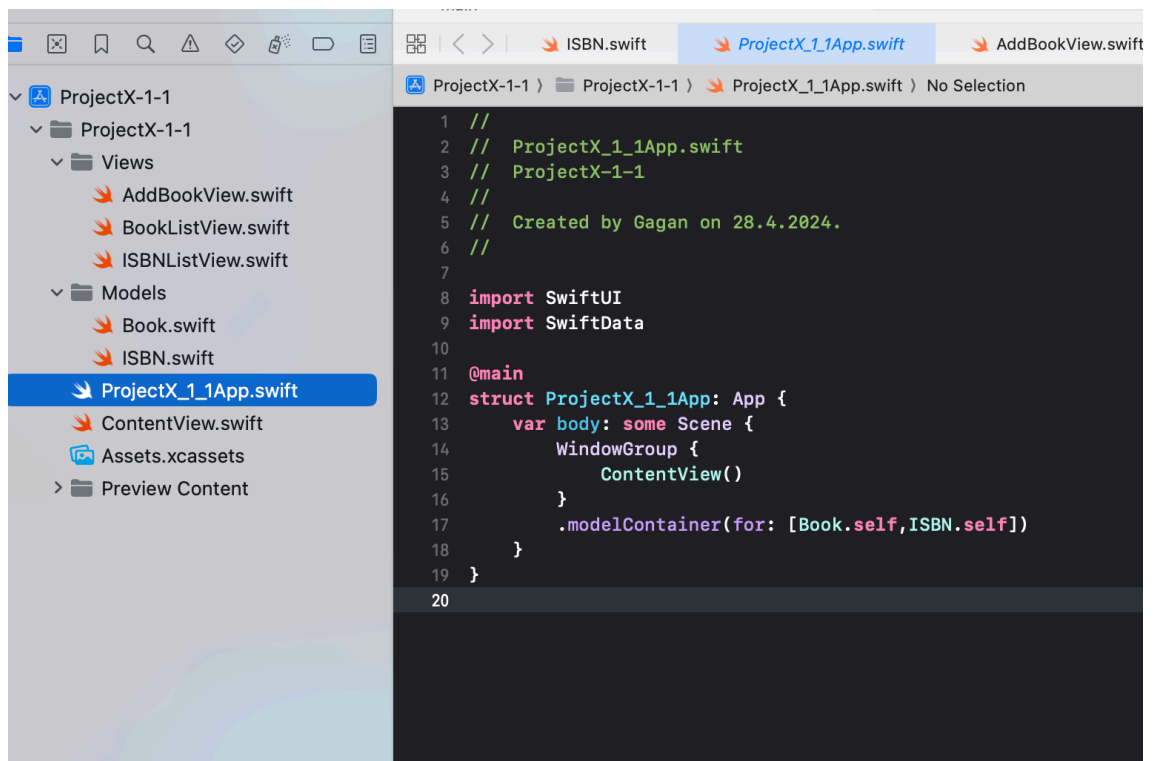 ProjectX-1-1
ProjectX-1-1
Views
AddBookView.swift
BookListView.swift
ISBNListView.swift
Models
Book.swift
ISBN.swift
ProjectX_1_1App.swift
ContentView.swift
Assets.xcassets
Preview Content
ISBN.swift ProjectX_1_1App.swift AddBookView.swift
ProjectX-1-1 ⟩ ProjectX-1-1 ⟩ ProjectX_1_1App.swift ⟩ No Selection
1 //
2 //  ProjectX_1_1App.swift
3 //  ProjectX-1-1
4 //
5 //  Created by Gagan on 28.4.2024.
6 //
7
8 import SwiftUI
9 import SwiftData
10
11 @main
12 struct ProjectX_1_1App: App {
13     var body: some Scene {
14         WindowGroup {
15             ContentView()
16         }
17         .modelContainer(for: [Book.self,ISBN.self])
18     }
19 }
20